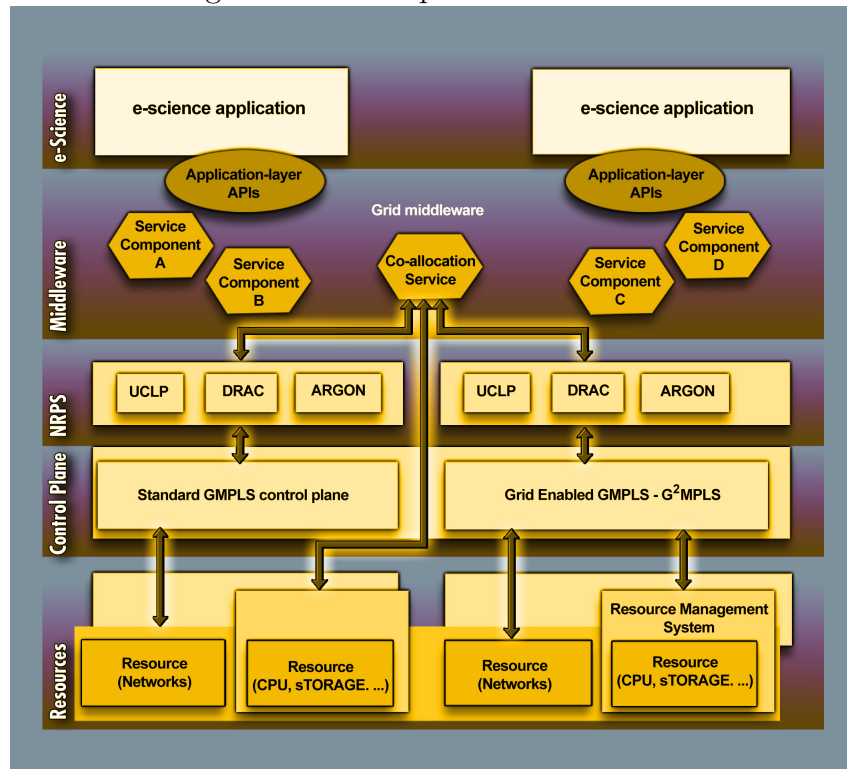 e-Science
e-science application
e-science application
Application-layer
APIs
Application-layer
APIs
Middleware
Grid middleware
Service
Component
A
Service
Component
B
Co-allocation
Service
Service
Component
C
Service
Component
D
NRPS
UCLP
DRAC
ARGON
UCLP
DRAC
ARGON
Control Plane
Standard GMPLS control plane
Grid Enabled GMPLS - G²MPLS
Resources
Resource Management
System
Resource
(Networks)
Resource
(CPU, sTORAGE. ...)
Resource
(Networks)
Resource
(CPU, sTORAGE. ...)